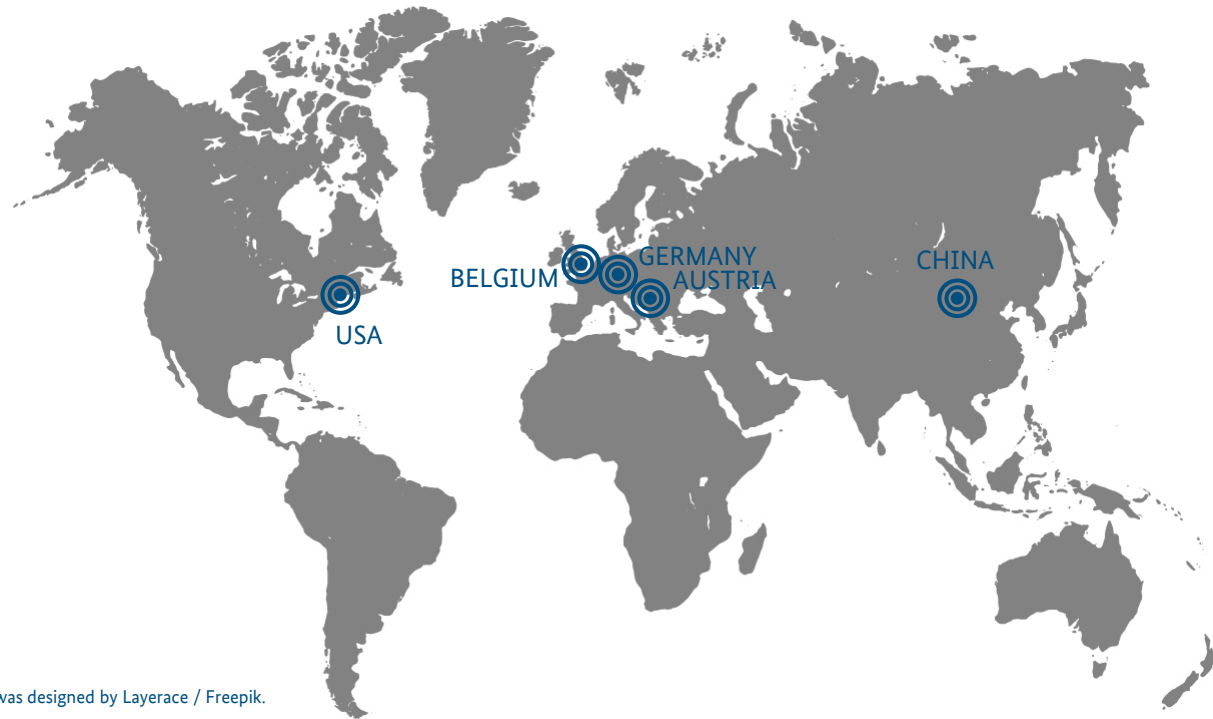 GERMANY
BELGIUM
AUSTRIA
CHINA
USA
was designed by Layerace / Freepik.